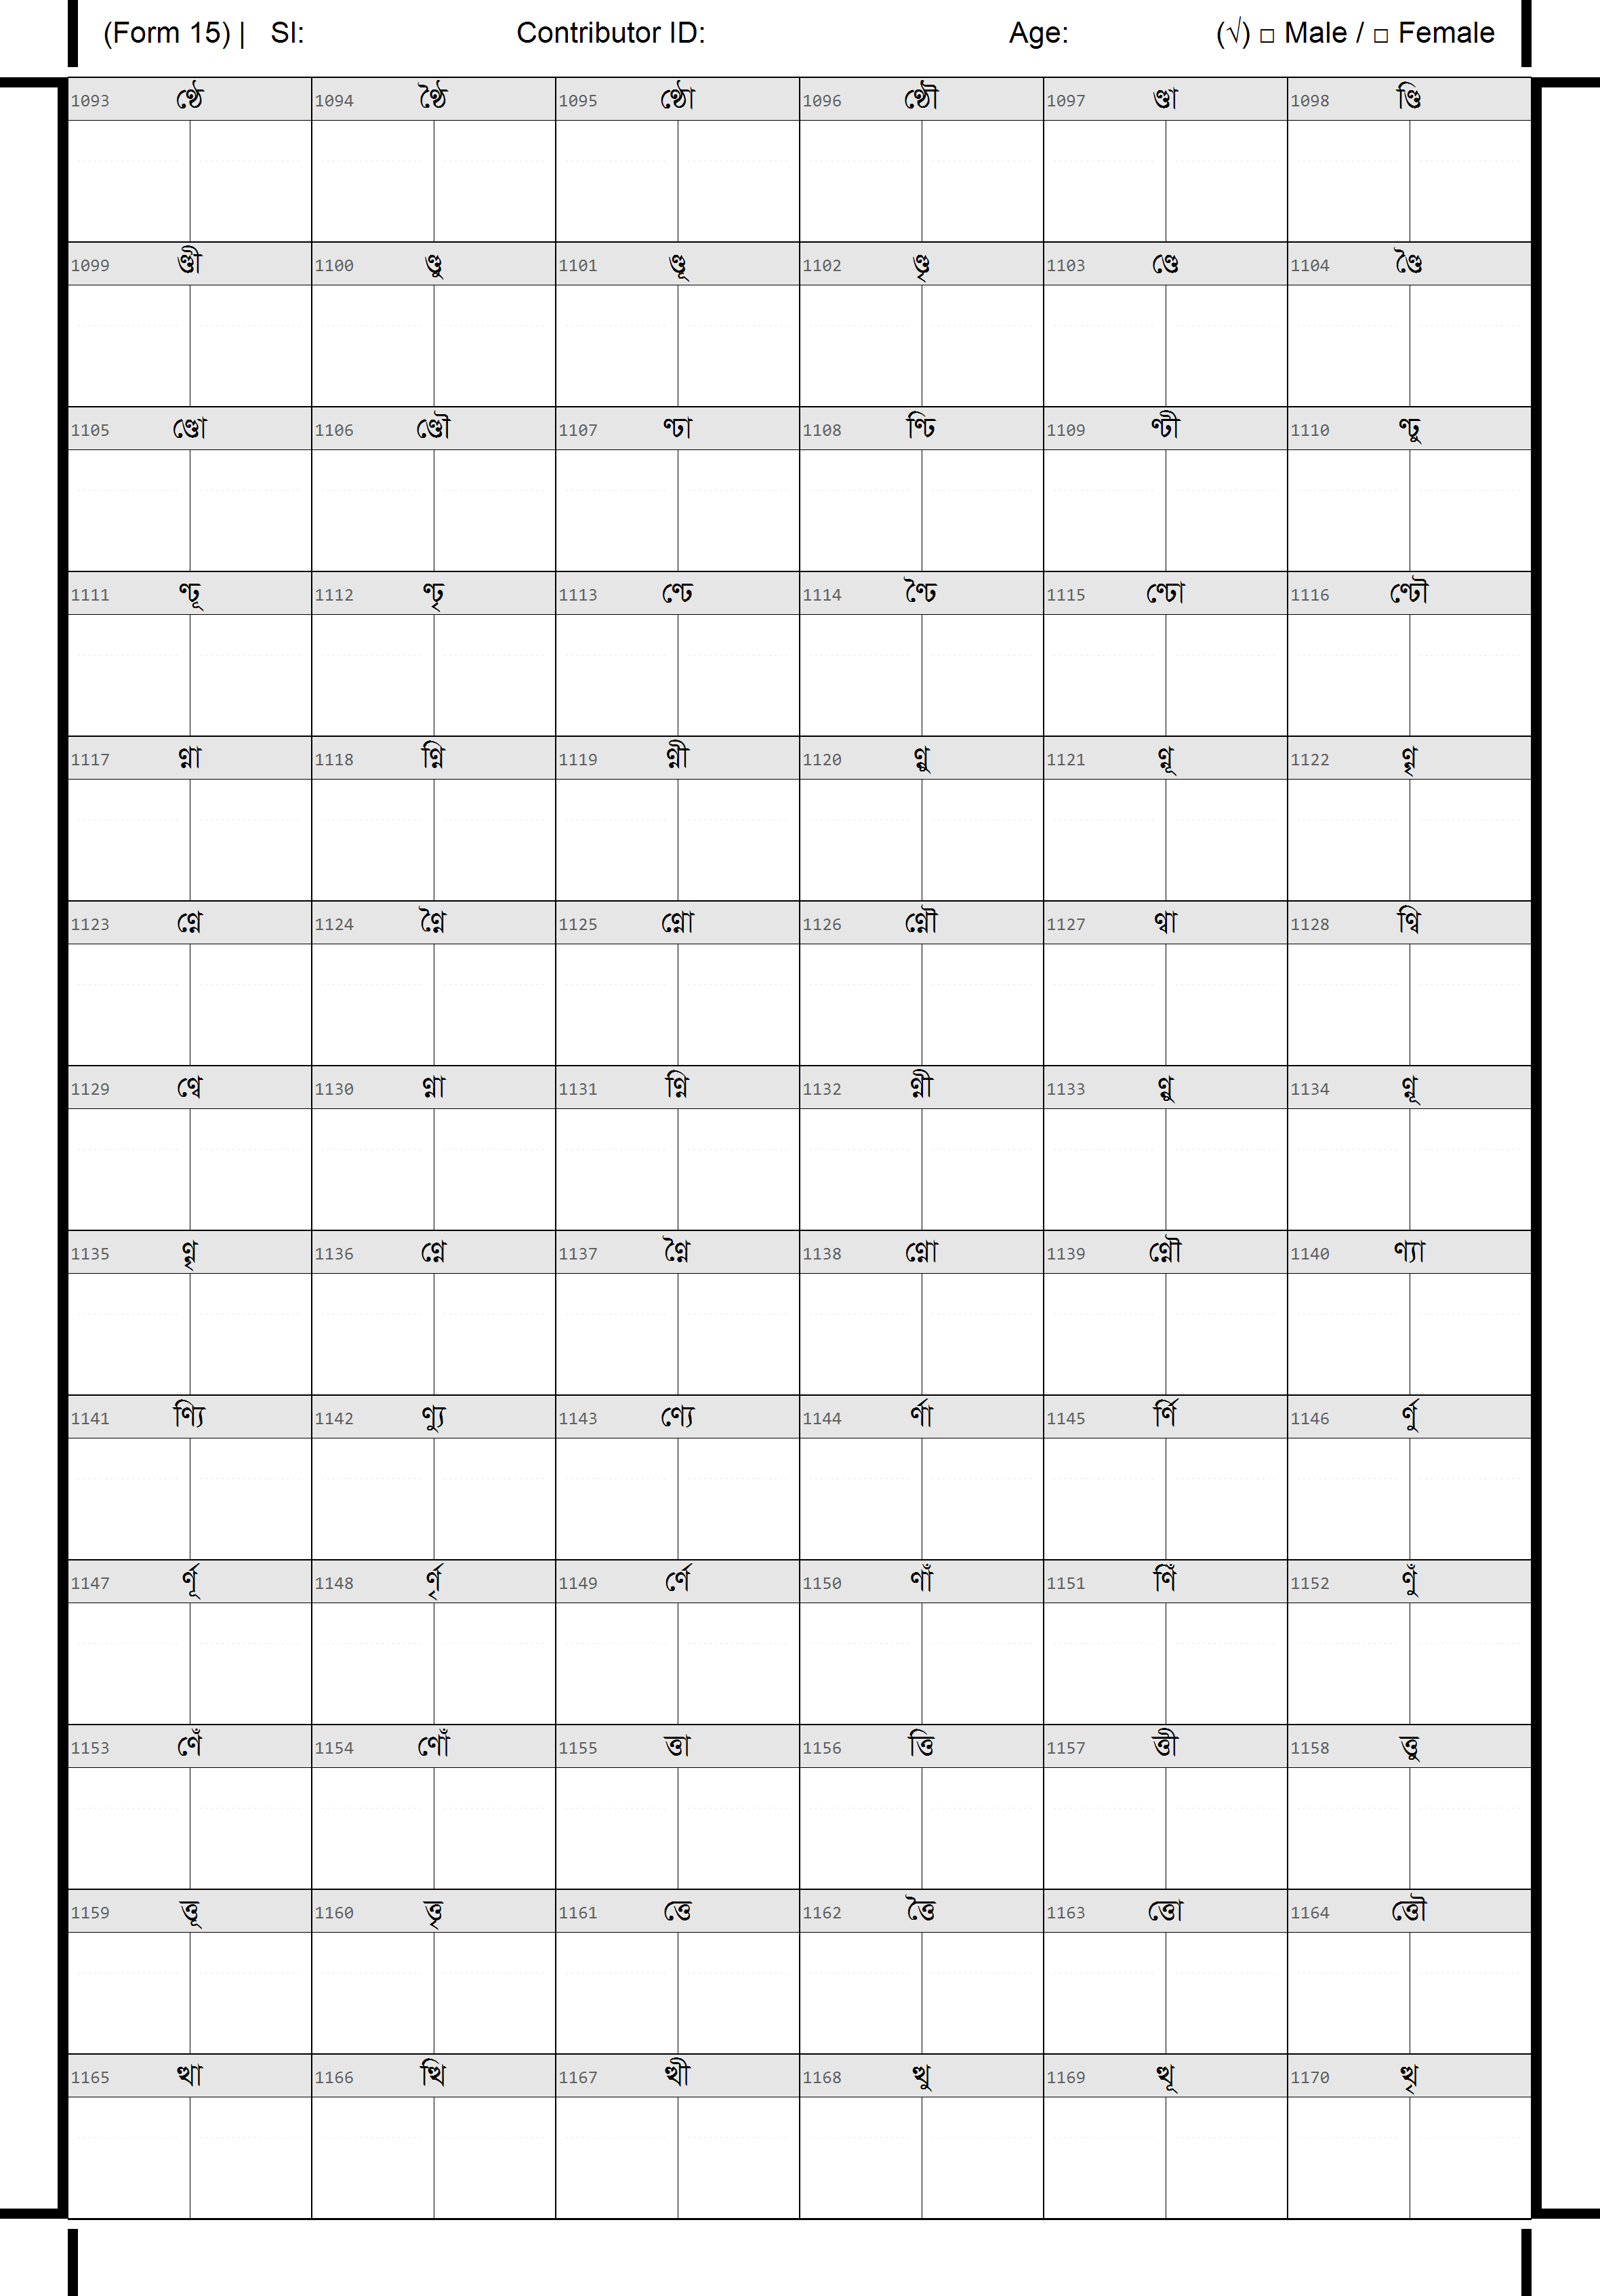 (Form 15) | Sl: Contributor ID: Age: (√) □ Male / □ Female
1093 ণ্ঠে 1094 ণ্ঠৈ 1095 ণ্ঠো 1096 ণ্ঠৌ 1097 ণ্ডা 1098 ণ্ডি
1099 ণ্ডী 1100 ণ্ডু 1101 ণ্ডূ 1102 ণ্ডৃ 1103 ণ্ডে 1104 ণ্ডৈ
1105 ণ্ডো 1106 ণ্ডৌ 1107 ণ্ঢা 1108 ণ্ঢি 1109 ণ্ঢী 1110 ণ্ঢু
1111 ণ্ঢূ 1112 ণ্ঢৃ 1113 ণ্ঢে 1114 ণ্ঢৈ 1115 ণ্ঢো 1116 ণ্ঢৌ
1117 ণ্ণা 1118 ণ্ণি 1119 ণ্ণী 1120 ণ্ণু 1121 ণ্ণূ 1122 ণ্ণৃ
1123 ণ্ণে 1124 ণ্ণৈ 1125 ণ্ণো 1126 ণ্ণৌ 1127 ণ্বা 1128 ণ্বি
1129 ণ্বে 1130 ণ্ণা 1131 ণ্ণি 1132 ণ্ণী 1133 ণ্ণু 1134 ণ্ণূ
1135 ণ্ণৃ 1136 ণ্ণে 1137 ণ্ণৈ 1138 ণ্ণো 1139 ণ্ণৌ 1140 ণ্যা
1141 ণ্যি 1142 ণ্যু 1143 ণ্যে 1144 র্ণা 1145 র্ণি 1146 র্ণু
1147 র্ণূ 1148 র্ণৃ 1149 র্ণে 1150 ণাঁ 1151 ণিঁ 1152 ণুঁ
1153 ণেঁ 1154 ণোঁ 1155 ত্তা 1156 ত্তি 1157 ত্তী 1158 ত্তু
1159 ত্তূ 1160 ত্তৃ 1161 ত্তে 1162 ত্তৈ 1163 ত্তো 1164 ত্তৌ
1165 ত্থা 1166 ত্থি 1167 ত্থী 1168 ত্থু 1169 ত্থূ 1170 ত্থৃ